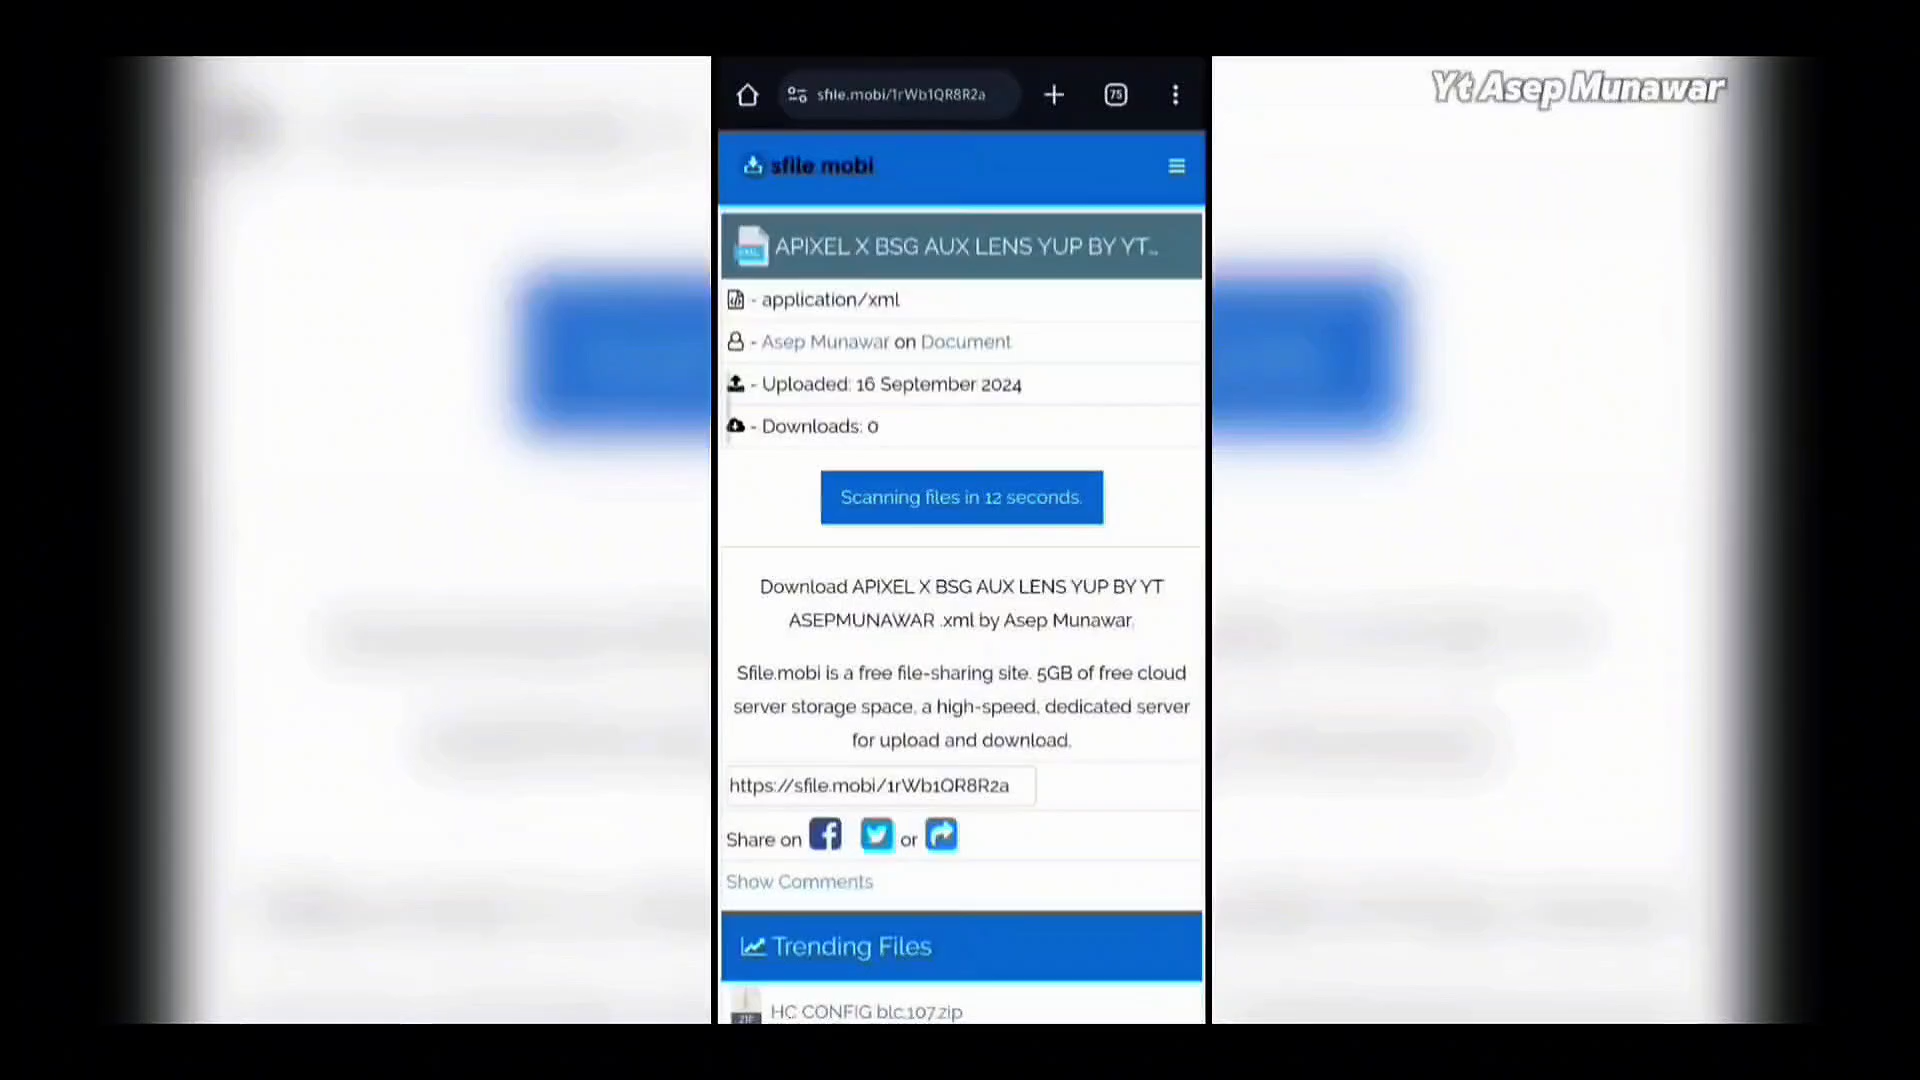 Yt Asep Munawar
sfile.mobi/1rWb1QR8R2a
75
sfile mobi
APIXEL X BSG AUX LENS YUP BY YT...
- application/xml
- Asep Munawar on Document
- Uploaded: 16 September 2024
- Downloads: 0
Scanning files in 12 seconds.
Download APIXEL X BSG AUX LENS YUP BY YT
ASEPMUNAWAR .xml by Asep Munawar.
Sfile.mobi is a free file-sharing site. 5GB of free cloud
server storage space, a high-speed, dedicated server
for upload and download.
https://sfile.mobi/1rWb1QR8R2a
Share on
or
Show Comments
Trending Files
HC CONFIG blc.107.zip